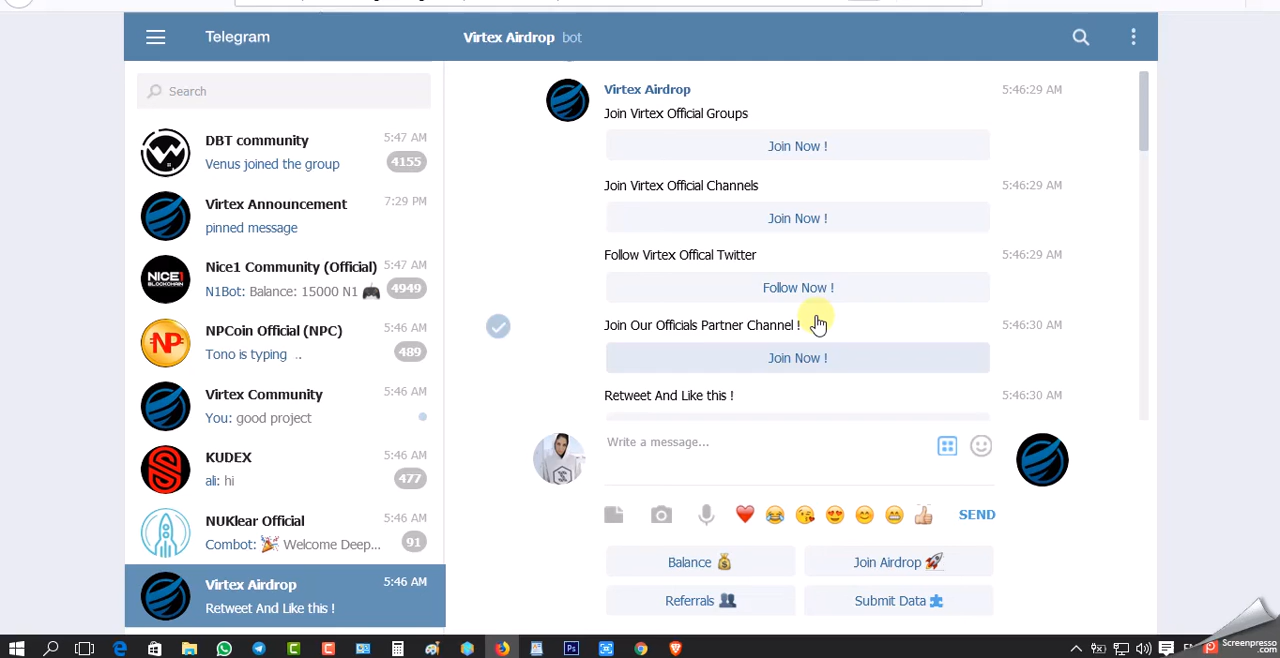 Telegram
Virtex Airdrop bot
Search
DBT community 5:47 AM
Venus joined the group 4155
Virtex Announcement 7:29 PM
pinned message
Nice1 Community (Official) 5:47 AM
N1Bot: Balance: 15000 N1 🎮 4949
NPCoin Official (NPC) 5:46 AM
Tono is typing .. 489
Virtex Community 5:46 AM
You: good project
KUDEX 5:46 AM
ali: hi 477
NUKlear Official 5:46 AM
Combot: 🎉 Welcome Deep... 91
Virtex Airdrop 5:46 AM
Retweet And Like this !
Virtex Airdrop 5:46:29 AM
Join Virtex Official Groups
Join Now !
Join Virtex Official Channels 5:46:29 AM
Join Now !
Follow Virtex Offical Twitter 5:46:29 AM
Follow Now !
Join Our Officials Partner Channel ! 5:46:30 AM
Join Now !
Retweet And Like this ! 5:46:30 AM
Write a message...
SEND
Balance 💰 Join Airdrop 🚀
Referrals 👥 Submit Data 🧩
NICE1
BLOCKCHAIN
NP
Screenpresso
.com